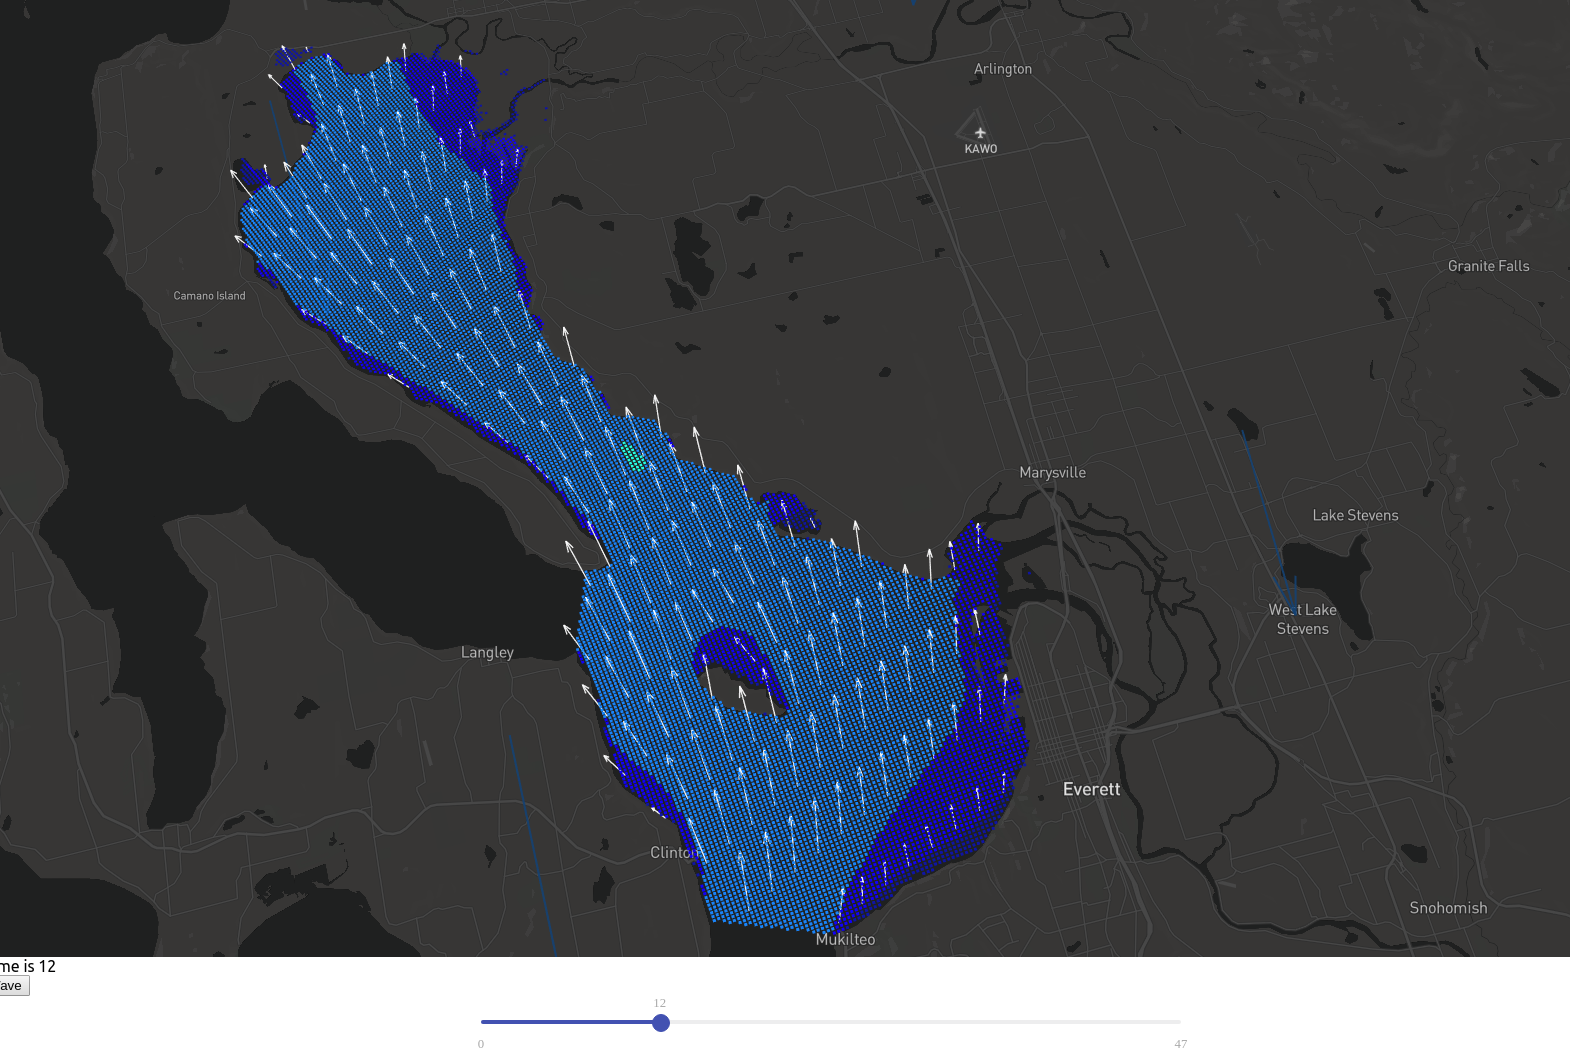 Arlington
KAWO
Granite Falls
Camano Island
Marysville
Lake Stevens
West Lake
Stevens
Langley
Everett
Clinton
Snohomish
Mukilteo
me is 12
ave
12
0
47